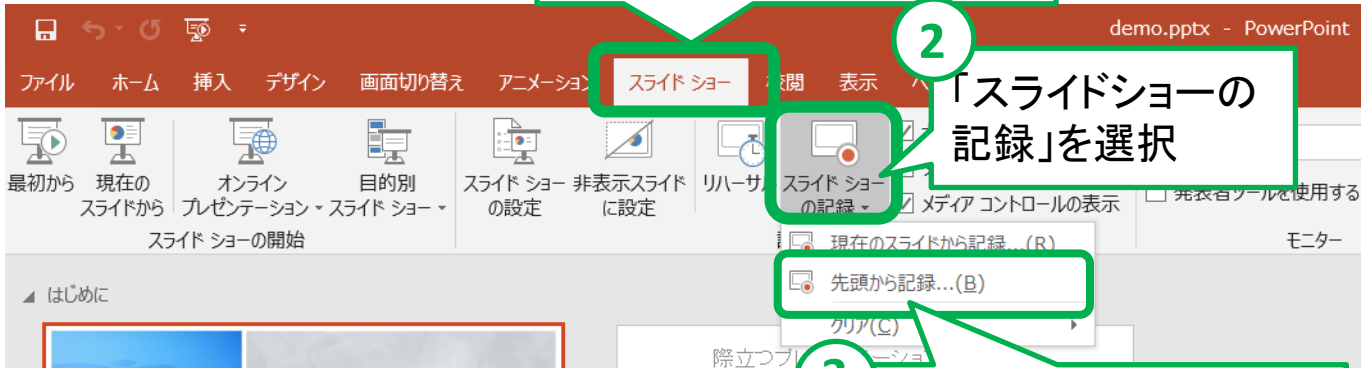 demo.pptx - PowerPoint
2
ファイル ホーム 挿入 デザイン 画面切り替え アニメーション スライド ショー 校閲 表示
「スライドショーの
記録」を選択
最初から 現在の
スライドから オンライン
プレゼンテーション 目的別
スライド ショー スライド ショー
の設定 非表示スライド
に設定 リハーサル スライド ショー
の記録 メディア コントロールの表示 発表者ツールを使用する
スライド ショーの開始 モニター
現在のスライドから記録...(R)
先頭から記録...(B)
クリア(C)
はじめに